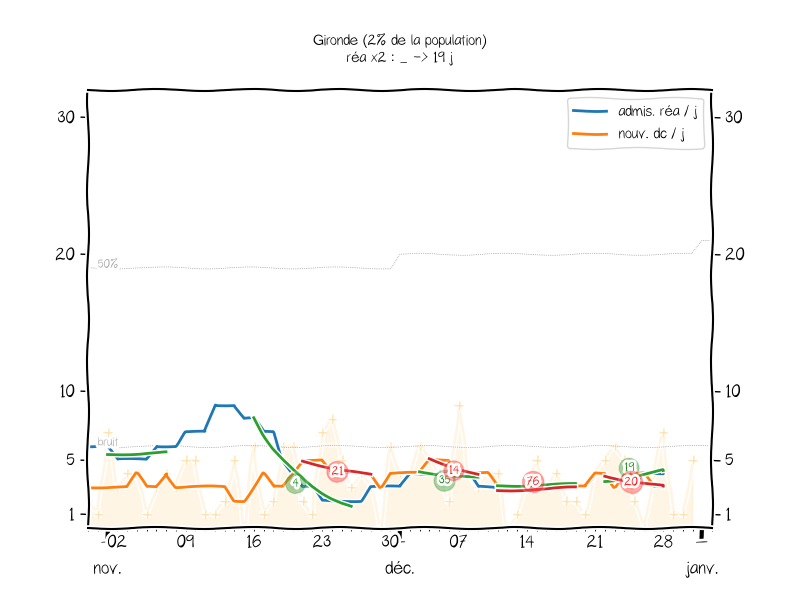 Gironde (2% de la population)
réa x2 : _ -> 19 j
admis. réa / j
nouv. dc / j
30 30
20 20
10 10
5 5
1 1
50%
bruit
4 21 35 14 76 19 20
02 09 16 23 30 07 14 21 28
nov. déc. janv.